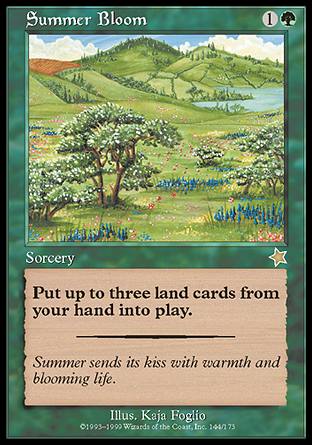 Summer Bloom 1
Sorcery
Put up to three land cards from
your hand into play.
Summer sends its kiss with warmth and
blooming life.
Illus. Kaja Foglio
©1993-1999 Wizards of the Coast, Inc. 144/173